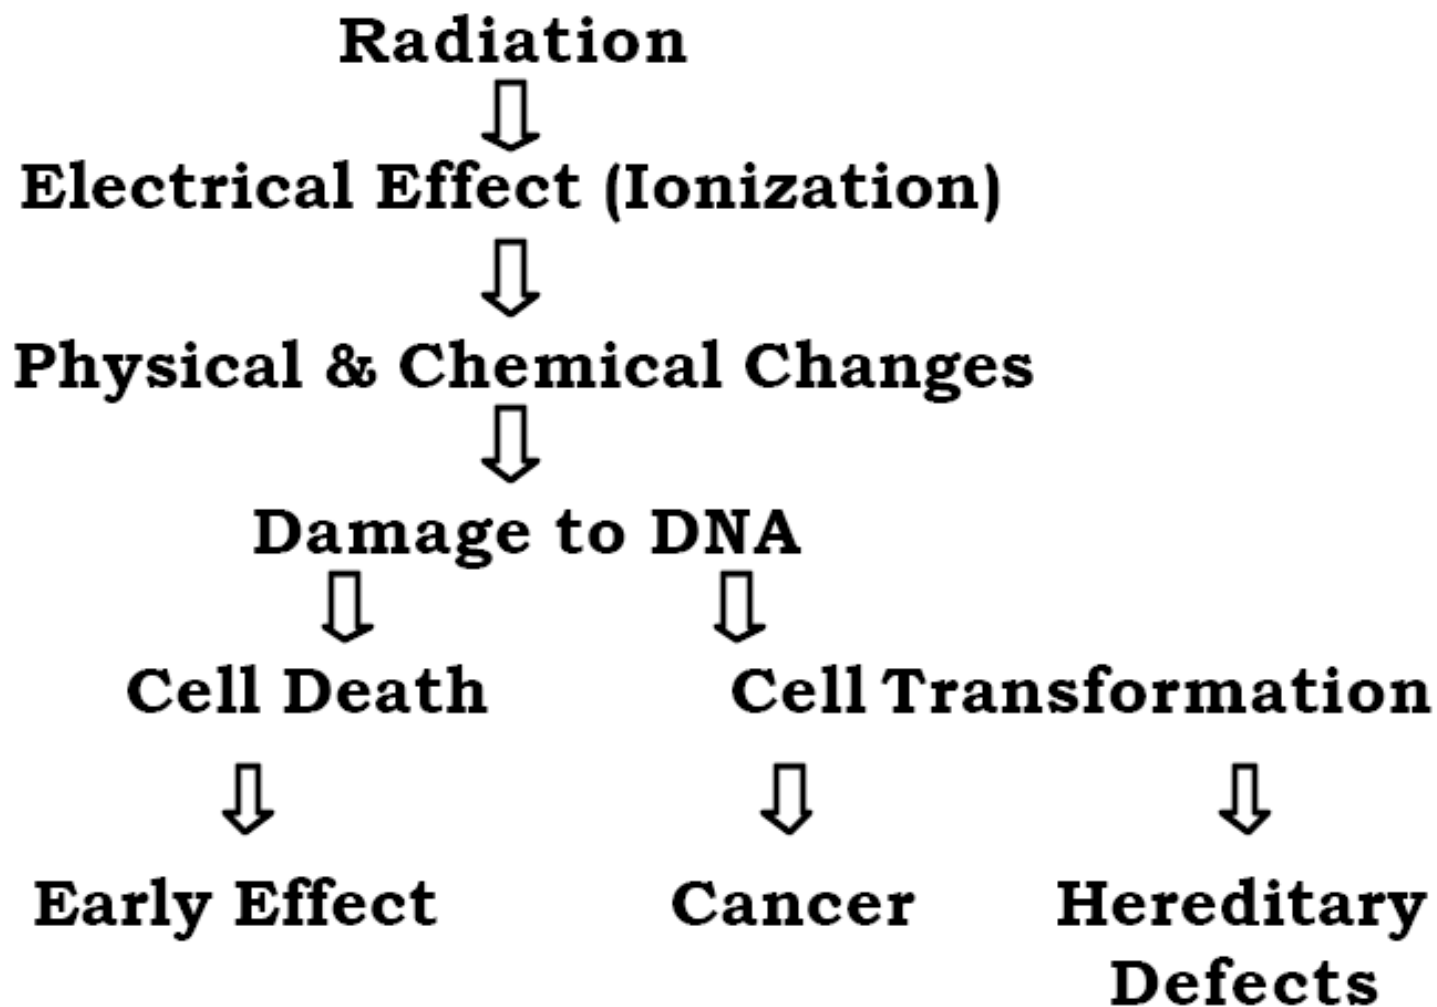 Radiation
Electrical Effect (Ionization)
Physical & Chemical Changes
Damage to DNA
Cell Death
Cell Transformation
Early Effect
Cancer
Hereditary
Defects